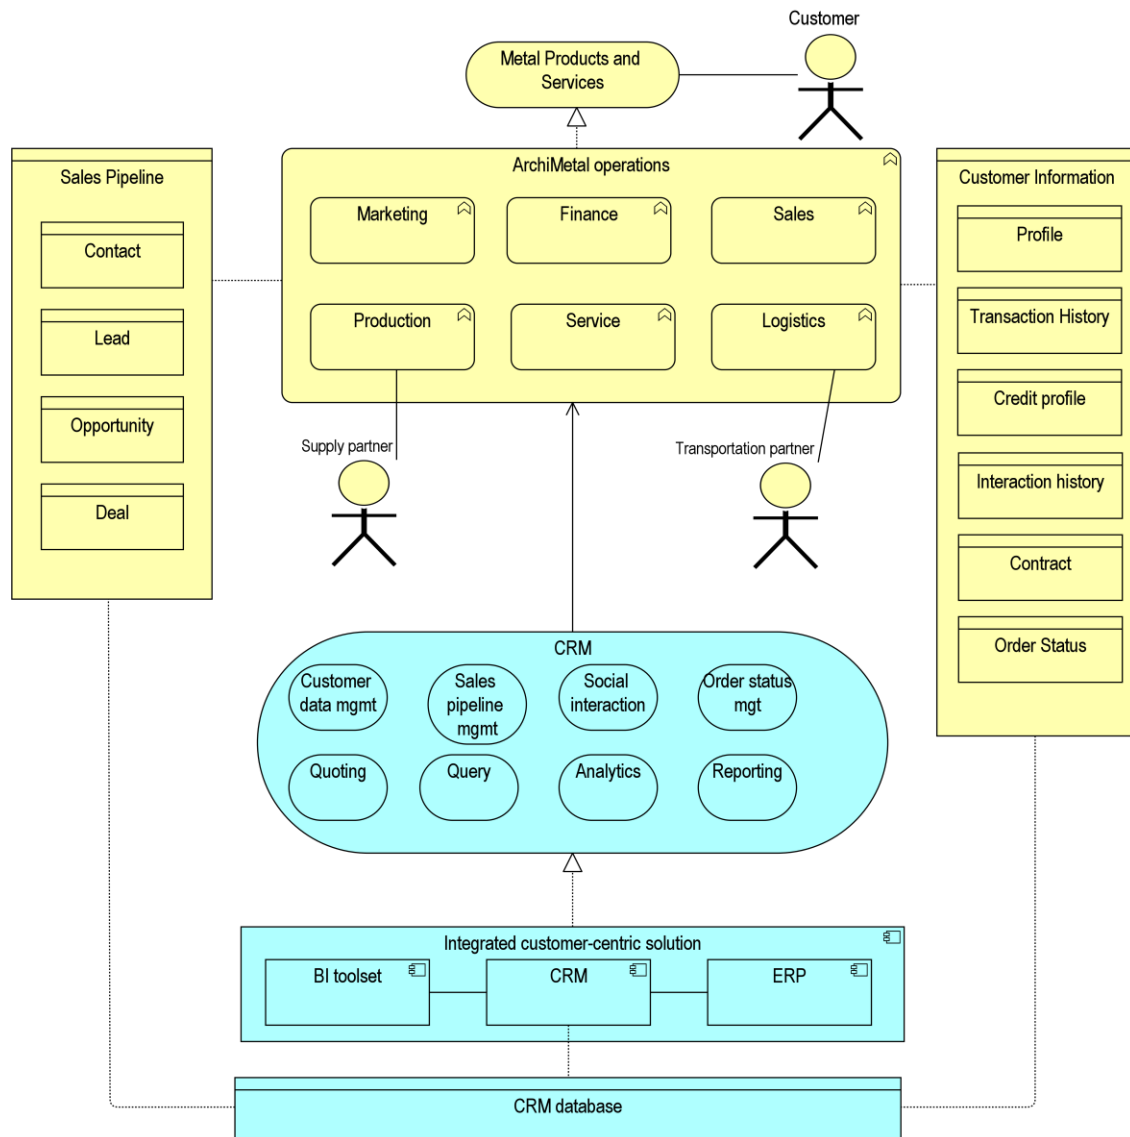 Customer
Metal Products and
Services
Sales Pipeline
Contact
Lead
Opportunity
Deal
ArchiMetal operations
Marketing
Finance
Sales
Production
Service
Logistics
Customer Information
Profile
Transaction History
Credit profile
Interaction history
Contract
Order Status
Supply partner
Transportation partner
CRM
Customer
data mgmt
Sales
pipeline
mgmt
Social
interaction
Order status
mgt
Quoting
Query
Analytics
Reporting
Integrated customer-centric solution
BI toolset
CRM
ERP
CRM database